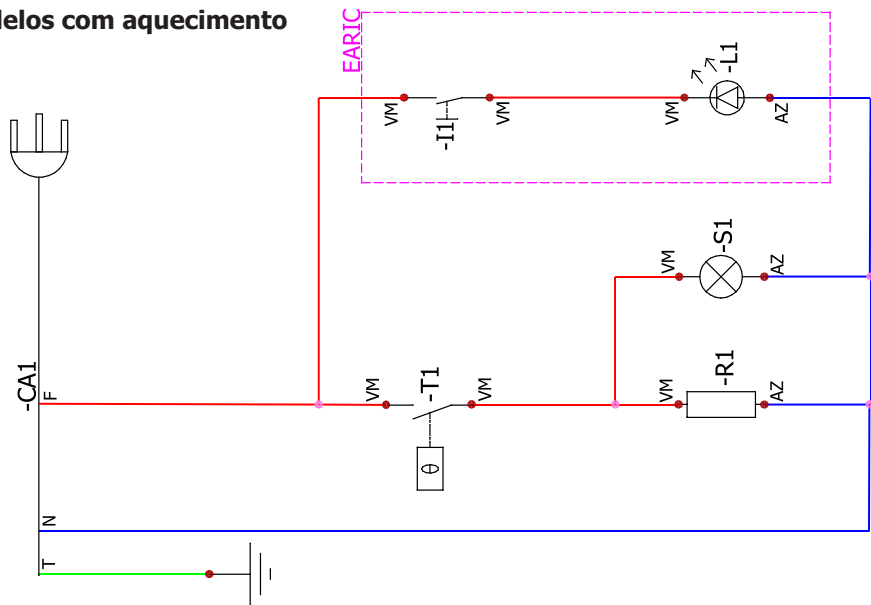 delos com aquecimento
EARIC
VM
-I1
VM
VM
-L1
AZ
VM
-S1
AZ
-CA1
F
VM
-T1
VM
VM
-R1
AZ
θ
N
T